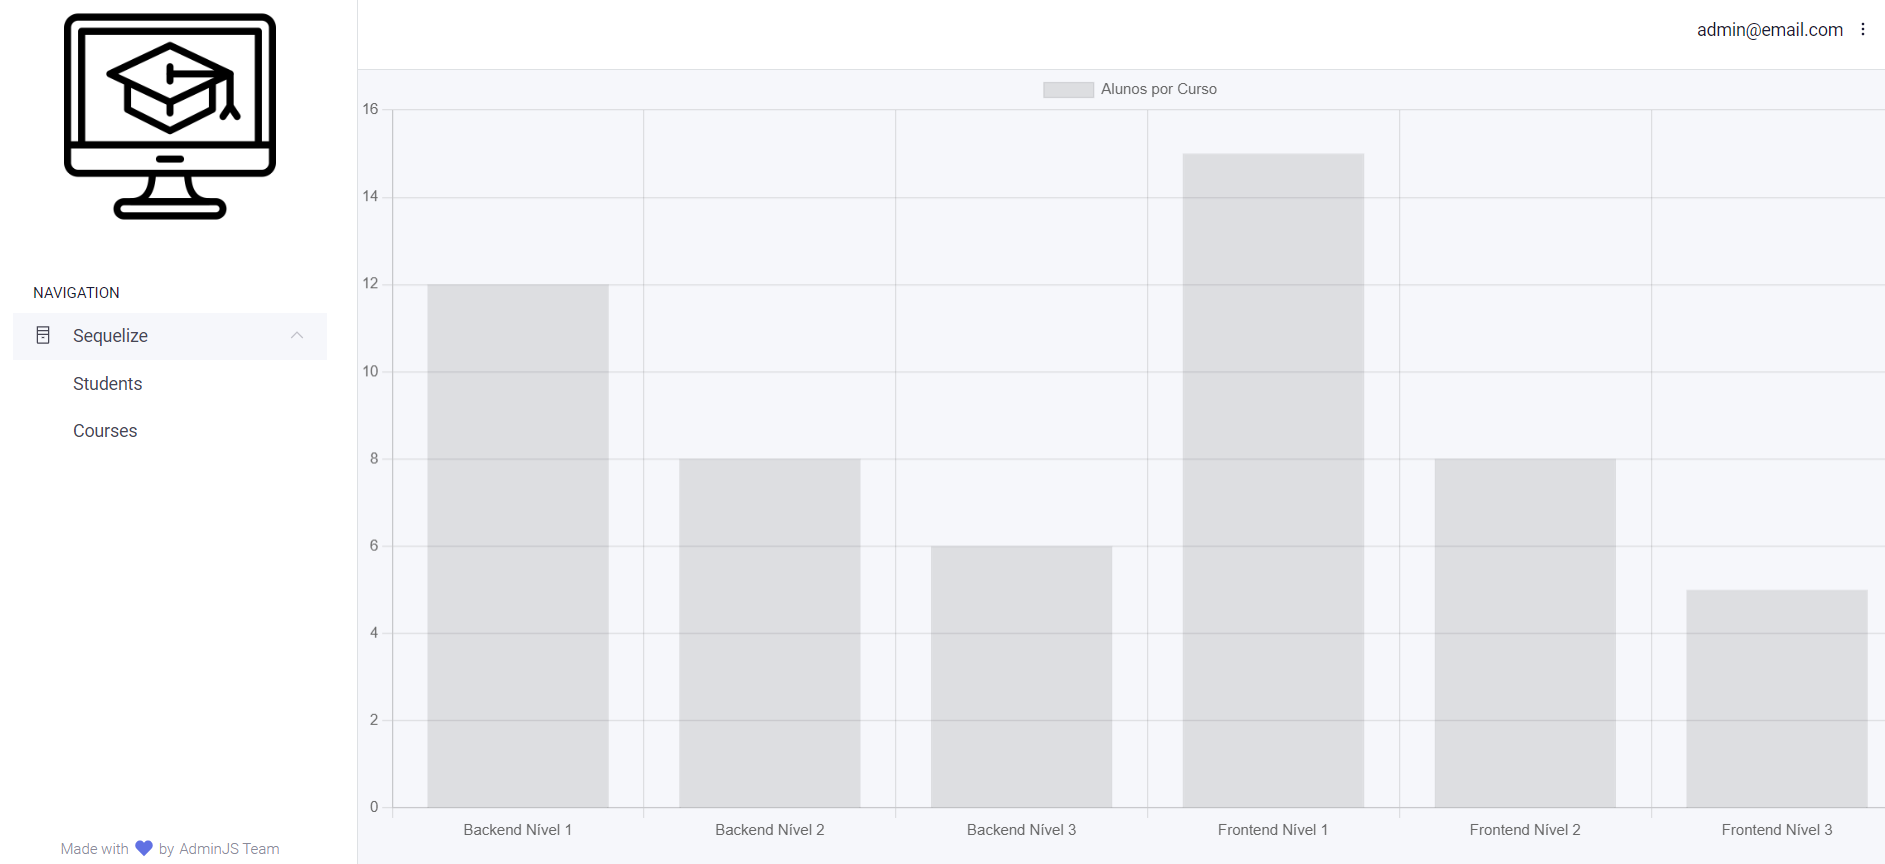 admin@email.com
NAVIGATION
Sequelize
Students
Courses
Made with by AdminJS Team
Alunos por Curso
16
14
12
10
8
6
4
2
0
Backend Nível 1 Backend Nível 2 Backend Nível 3 Frontend Nível 1 Frontend Nível 2 Frontend Nível 3